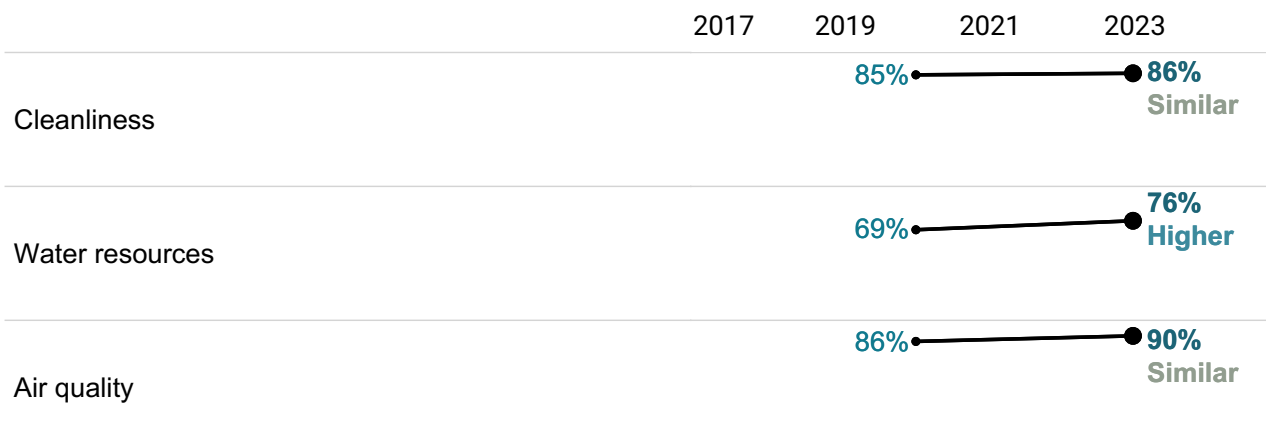 2017 2019 2021 2023
85% 86%
Similar
Cleanliness
76%
69% Higher
Water resources
86% 90%
Similar
Air quality